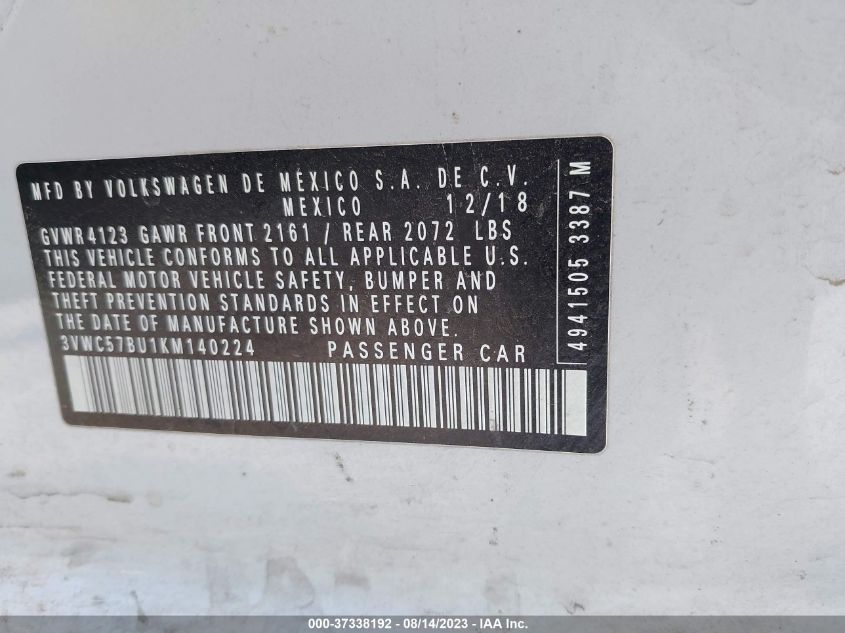 MFD BY VOLKSWAGEN DE MEXICO S.A. DE C.V.
MEXICO 12/18
GVWR4123 GAWR FRONT 2161 / REAR 2072 LBS
THIS VEHICLE CONFORMS TO ALL APPLICABLE U.S.
FEDERAL MOTOR VEHICLE SAFETY, BUMPER AND
THEFT PREVENTION STANDARDS IN EFFECT ON
THE DATE OF MANUFACTURE SHOWN ABOVE.
3VWC57BU1KM140224 PASSENGER CAR
4941505 3387 M
000-37338192 - 08/14/2023 - IAA Inc.